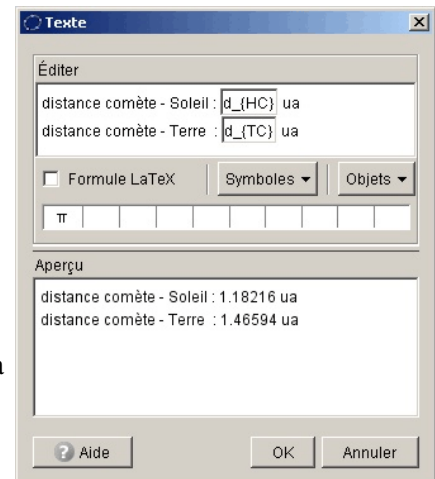 Texte
Éditer
distance comète - Soleil : d_{HC} ua
distance comète - Terre : d_{TC} ua
Formule LaTeX Symboles Objets
π
Aperçu
distance comète - Soleil : 1.18216 ua
distance comète - Terre : 1.46594 ua
a
Aide OK Annuler